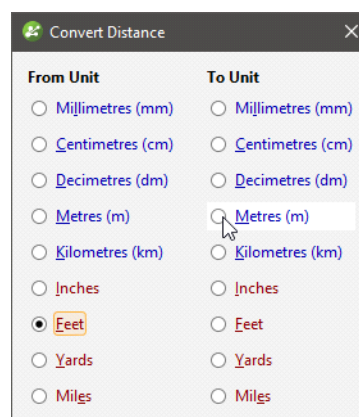 Convert Distance
From Unit To Unit
Millimetres (mm) Millimetres (mm)
Centimetres (cm) Centimetres (cm)
Decimetres (dm) Decimetres (dm)
Metres (m) Metres (m)
Kilometres (km) Kilometres (km)
Inches Inches
Feet Feet
Yards Yards
Miles Miles